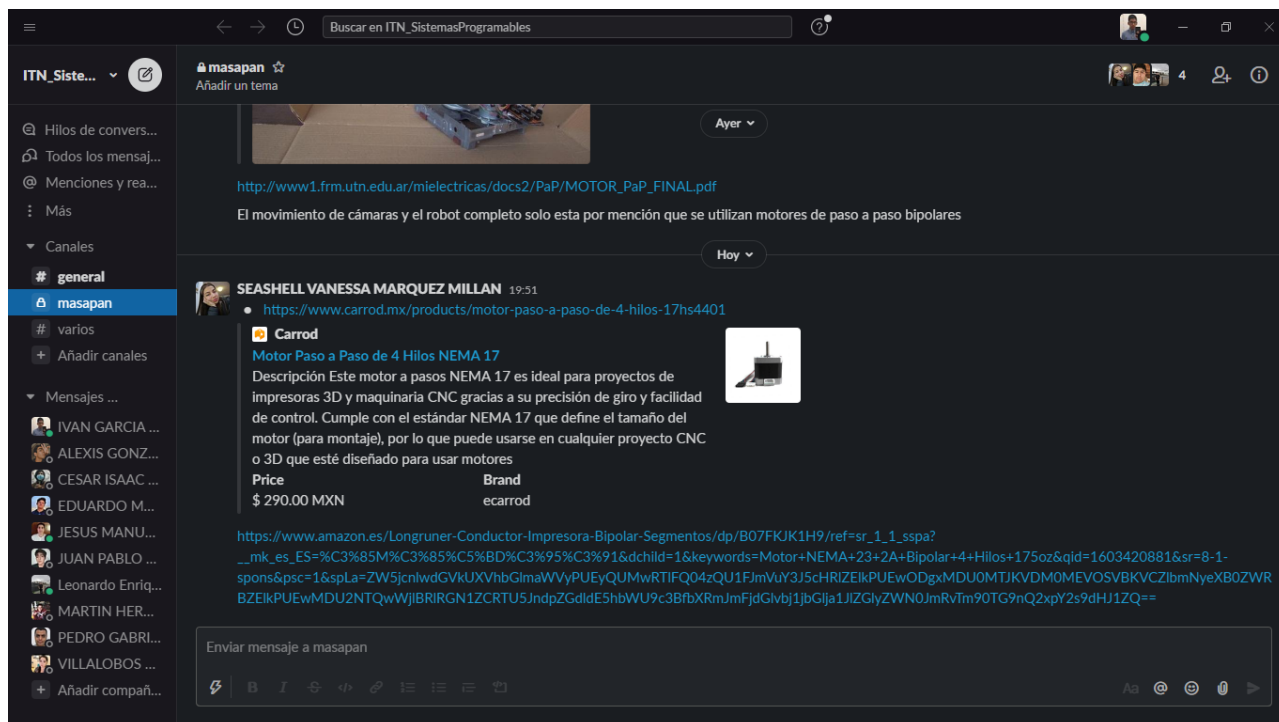 Buscar en ITN_SistemasProgramables
ITN_Siste...
masapan
Añadir un tema
4
Hilos de convers...
Todos los mensaj...
Menciones y rea...
Más
Canales
# general
masapan
# varios
+ Añadir canales
Mensajes ...
IVAN GARCIA ...
ALEXIS GONZ...
CESAR ISAAC ...
EDUARDO M...
JESUS MANU...
JUAN PABLO ...
Leonardo Enriq...
MARTIN HER...
PEDRO GABRI...
VILLALOBOS ...
+ Añadir compañ...
Ayer
http://www1.frm.utn.edu.ar/mielectricas/docs2/PaP/MOTOR_PaP_FINAL.pdf
El movimiento de cámaras y el robot completo solo esta por mención que se utilizan motores de paso a paso bipolares
Hoy
SEASHELL VANESSA MARQUEZ MILLAN 19:51
• https://www.carrod.mx/products/motor-paso-a-paso-de-4-hilos-17hs4401
Carrod
Motor Paso a Paso de 4 Hilos NEMA 17
Descripción Este motor a pasos NEMA 17 es ideal para proyectos de
impresoras 3D y maquinaria CNC gracias a su precisión de giro y facilidad
de control. Cumple con el estándar NEMA 17 que define el tamaño del
motor (para montaje), por lo que puede usarse en cualquier proyecto CNC
o 3D que esté diseñado para usar motores
Price Brand
$ 290.00 MXN ecarrod
https://www.amazon.es/Longruner-Conductor-Impresora-Bipolar-Segmentos/dp/B07FKJK1H9/ref=sr_1_1_sspa?
__mk_es_ES=%C3%85M%C3%85%C5%BD%C3%95%C3%91&dchild=1&keywords=Motor+NEMA+23+2A+Bipolar+4+Hilos+175oz&qid=1603420881&sr=8-1-
Enviar mensaje a masapan
B I S </> Aa @